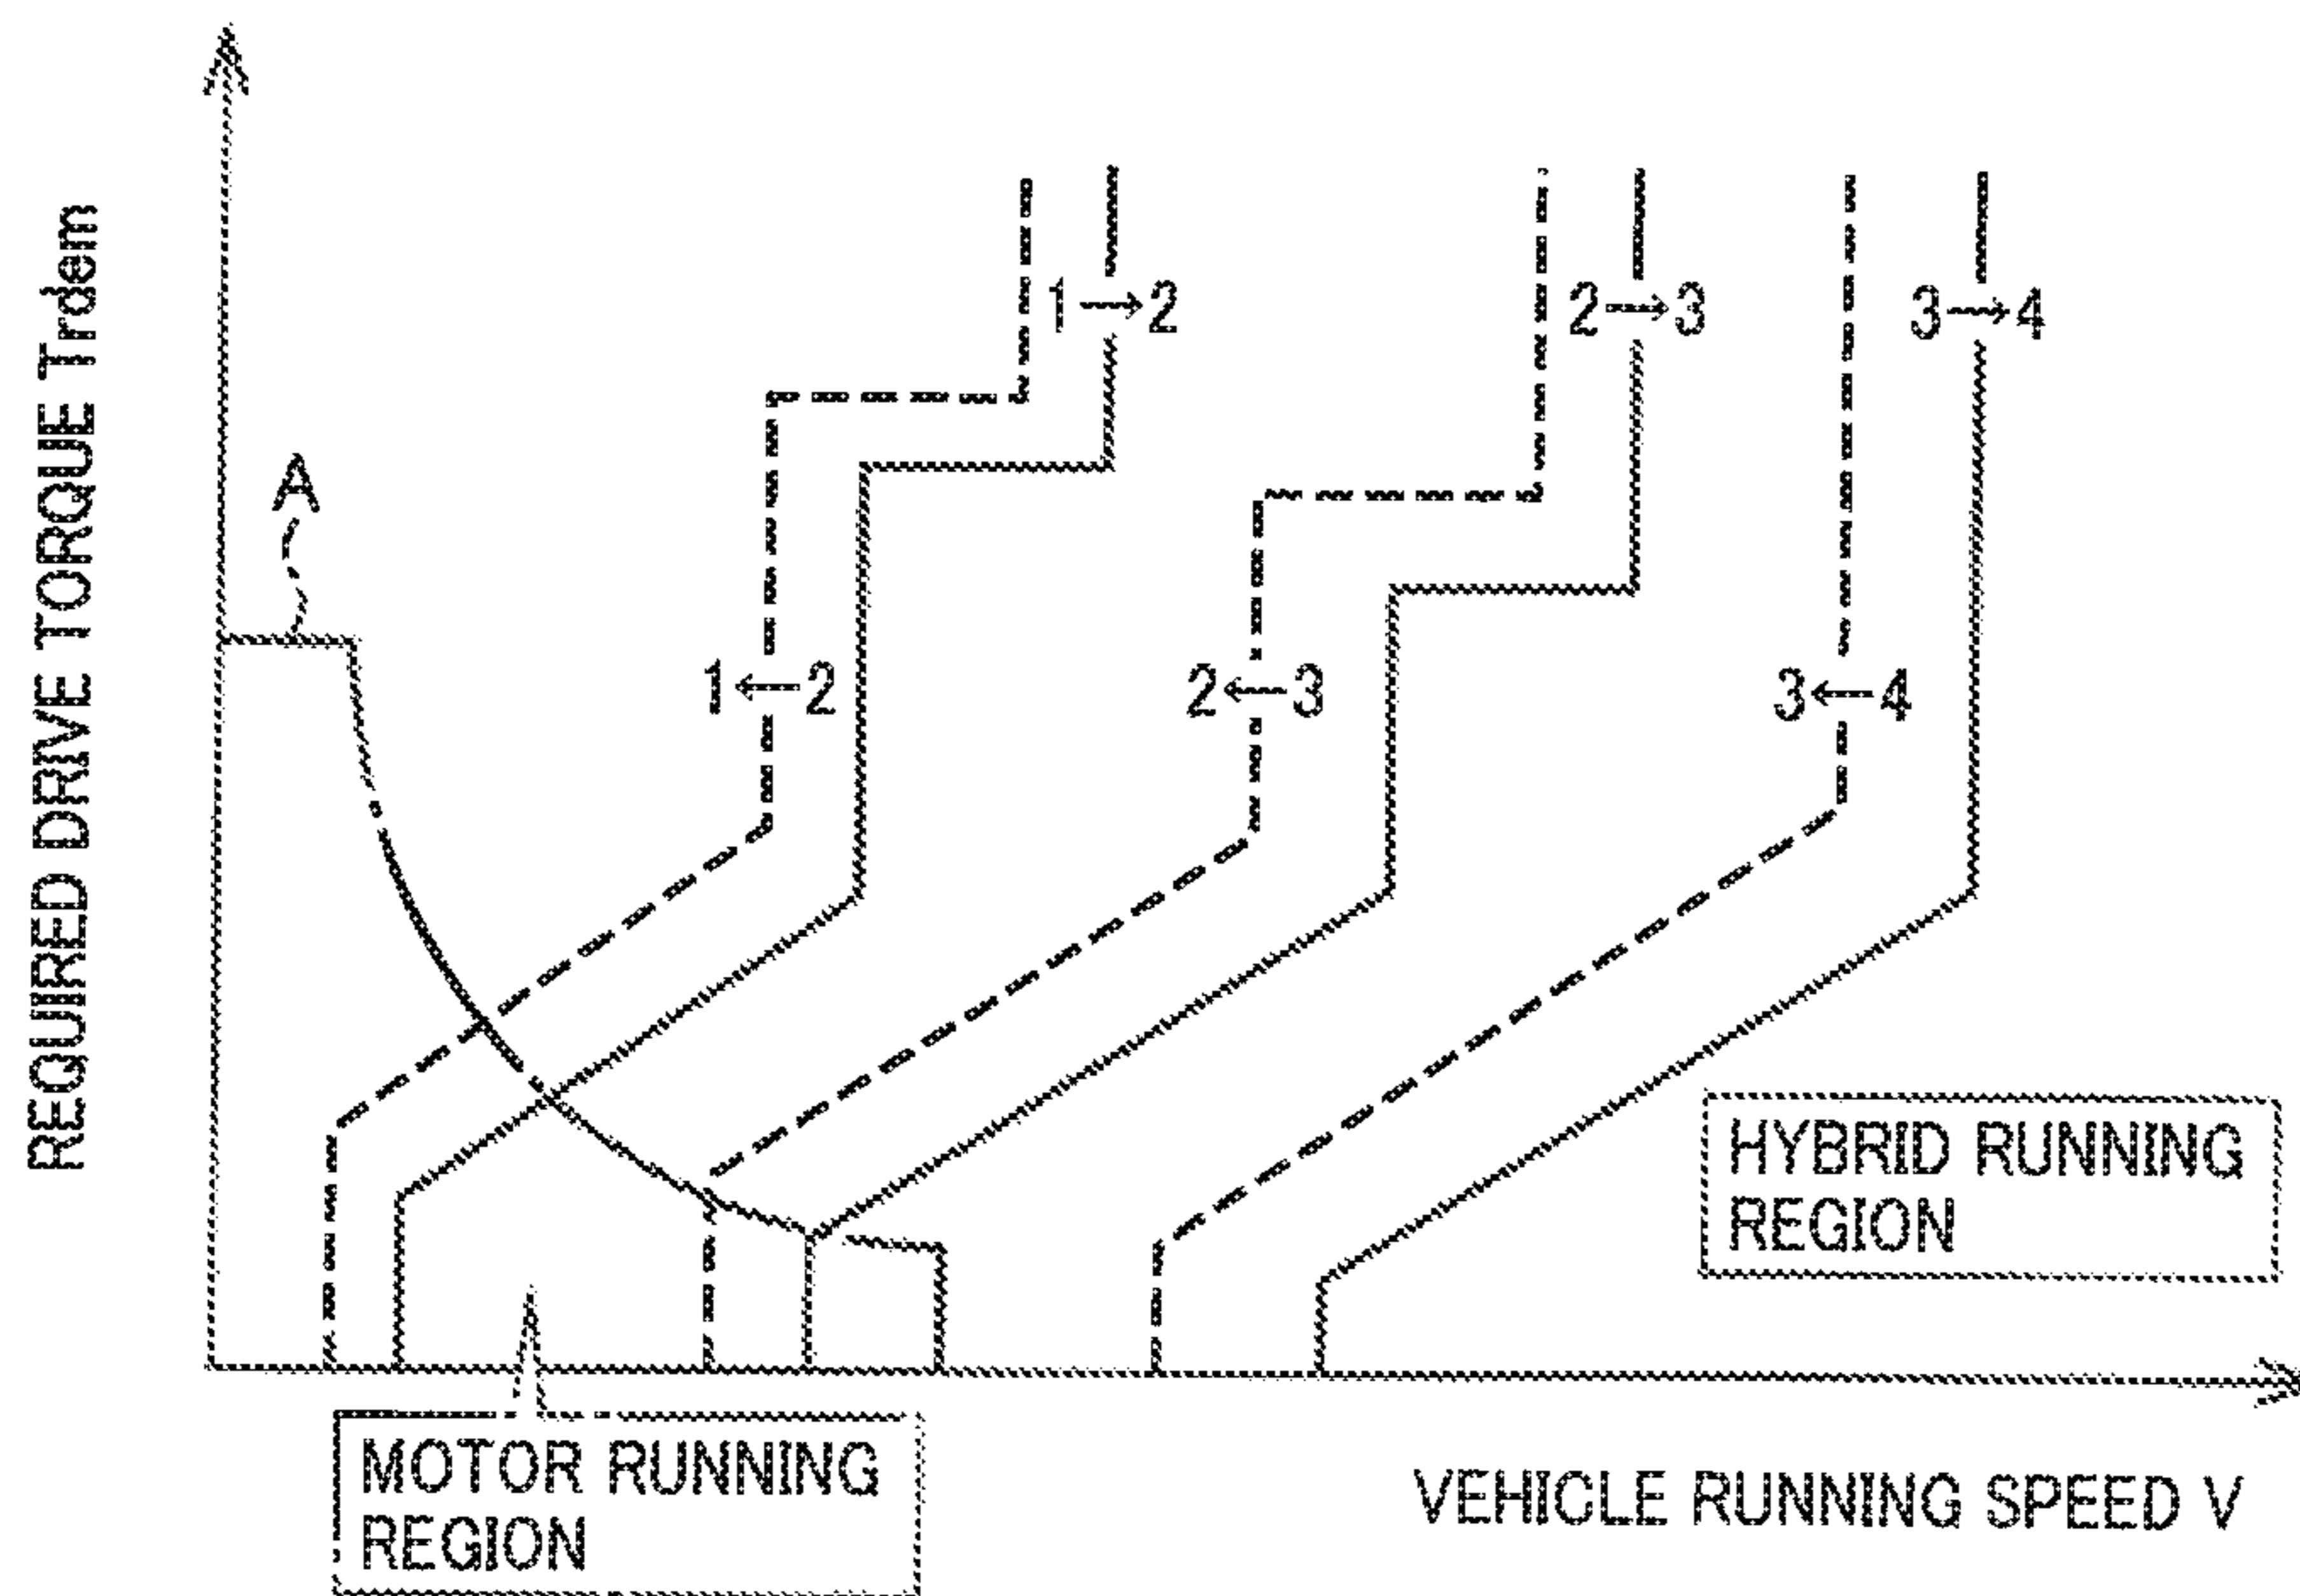 REQUIRED DRIVE TORQUE Trdem
A
1→2
2→3
3→4
1←2
2←3
3←4
HYBRID RUNNING
REGION
MOTOR RUNNING
REGION
VEHICLE RUNNING SPEED V